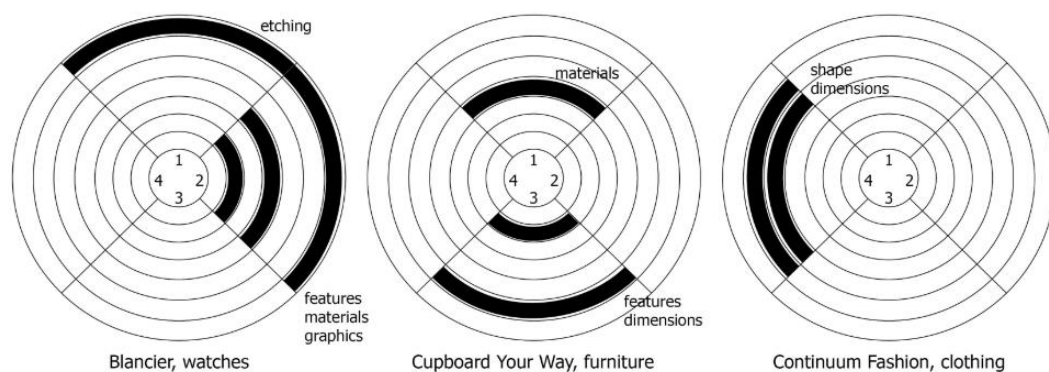 etching
1
4 2
3
features
materials
graphics
Blancier, watches
materials
1
4 2
3
features
dimensions
Cupboard Your Way, furniture
shape
dimensions
1
4 2
3
Continuum Fashion, clothing